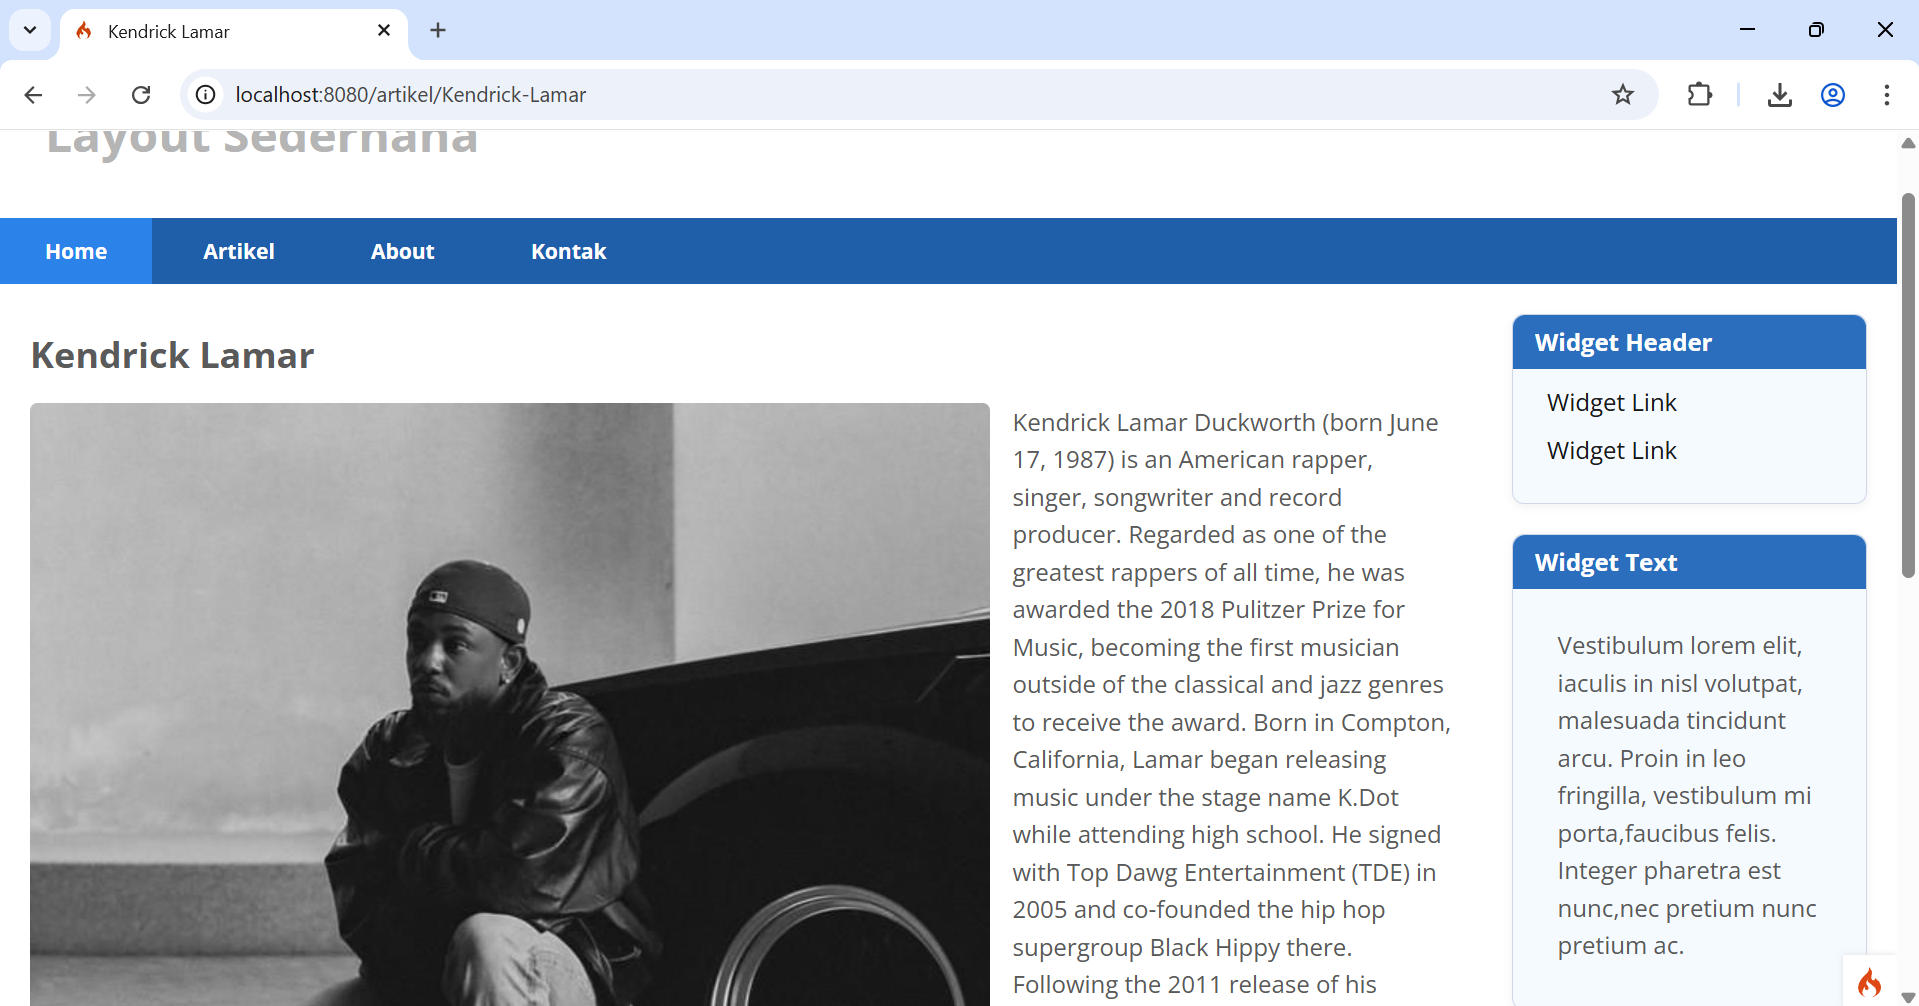 Kendrick Lamar
localhost:8080/artikel/Kendrick-Lamar
Layout Sederhana
Home Artikel About Kontak
Kendrick Lamar
Kendrick Lamar Duckworth (born June
17, 1987) is an American rapper,
singer, songwriter and record
producer. Regarded as one of the
greatest rappers of all time, he was
awarded the 2018 Pulitzer Prize for
Music, becoming the first musician
outside of the classical and jazz genres
to receive the award. Born in Compton,
California, Lamar began releasing
music under the stage name K.Dot
while attending high school. He signed
with Top Dawg Entertainment (TDE) in
2005 and co-founded the hip hop
supergroup Black Hippy there.
Following the 2011 release of his
Widget Header
Widget Link
Widget Link
Widget Text
Vestibulum lorem elit,
iaculis in nisl volutpat,
malesuada tincidunt
arcu. Proin in leo
fringilla, vestibulum mi
porta,faucibus felis.
Integer pharetra est
nunc,nec pretium nunc
pretium ac.